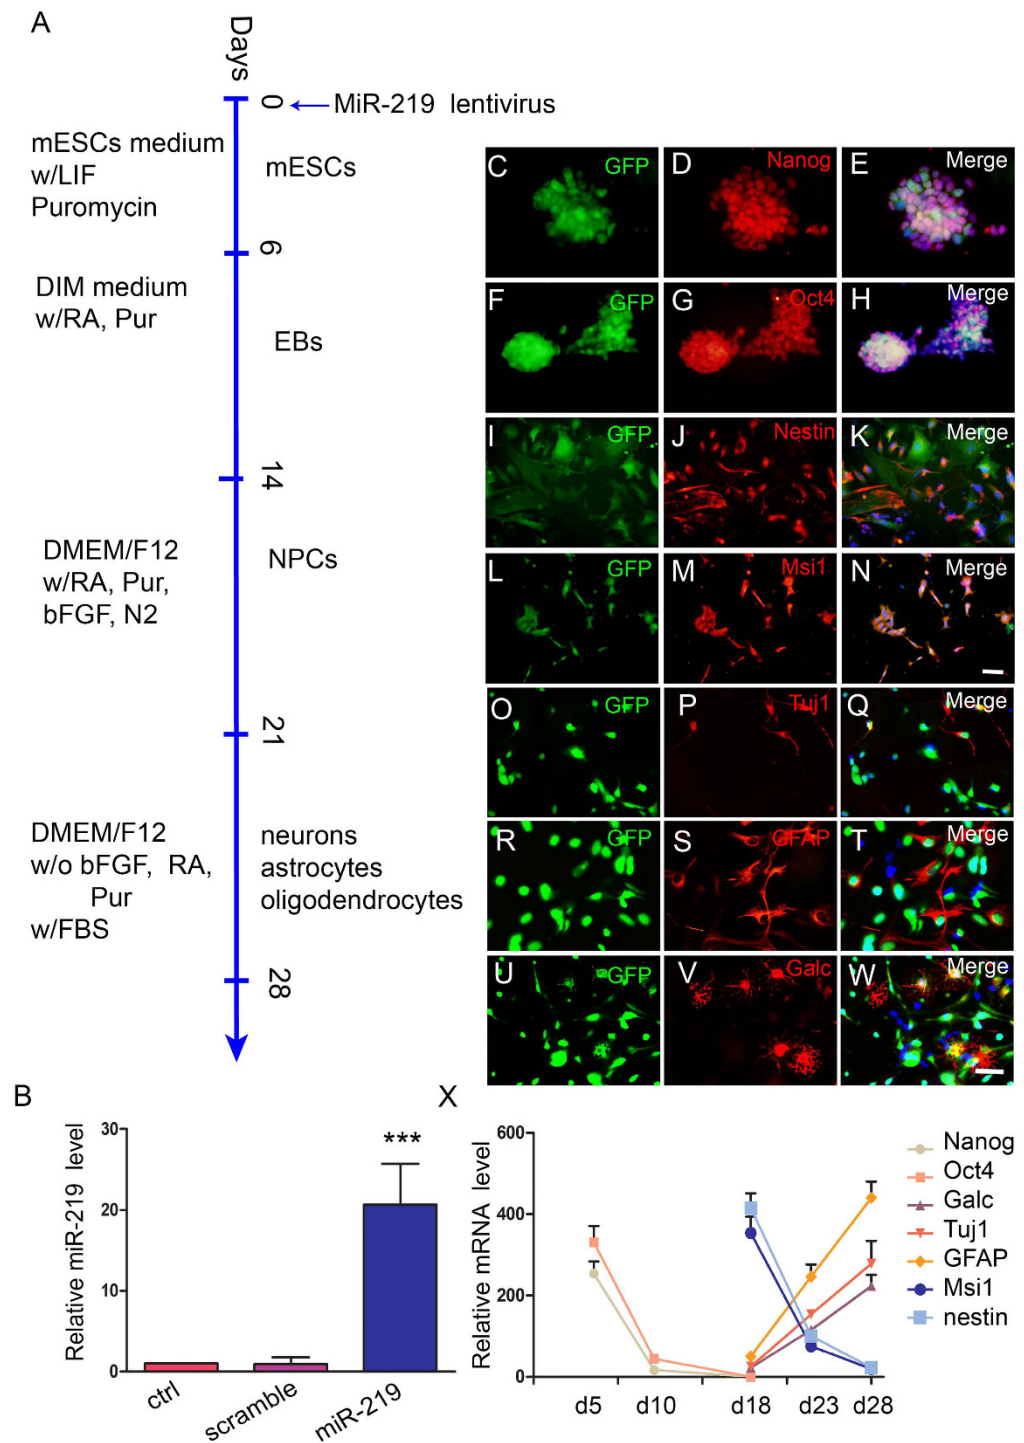 A
Days
0
MiR-219 lentivirus
mESCs medium
w/LIF
Puromycin
mESCs
6
DIM medium
w/RA, Pur
EBs
14
DMEM/F12
w/RA, Pur,
bFGF, N2
NPCs
21
DMEM/F12
w/o bFGF, RA,
Pur
w/FBS
neurons
astrocytes
oligodendrocytes
28
C GFP D Nanog E Merge
F GFP G Oct4 H Merge
I GFP J Nestin K Merge
L GFP M Msi1 N Merge
O GFP P Tuj1 Q Merge
R GFP S GFAP T Merge
U GFP V Galc W Merge
B
Relative miR-219 level
30
20
10
0
***
ctrl
scramble
miR-219
X
Relative mRNA level
600
400
200
0
d5 d10 d18 d23 d28
Nanog
Oct4
Galc
Tuj1
GFAP
Msi1
nestin